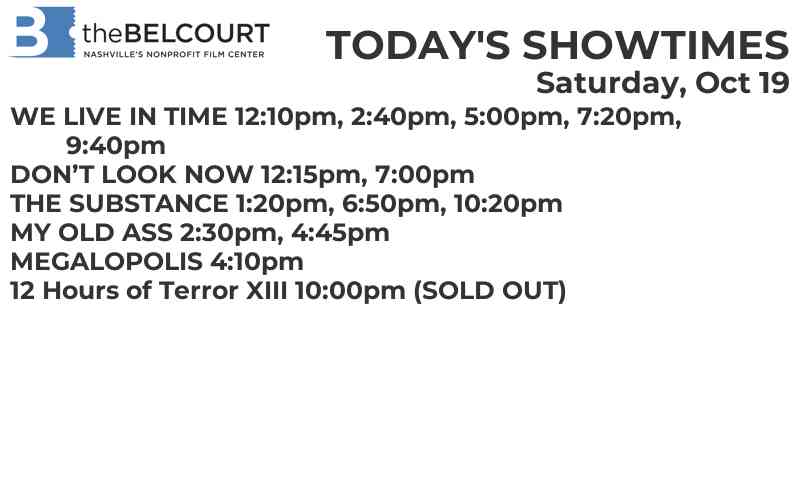 B theBELCOURT
NASHVILLE'S NONPROFIT FILM CENTER
TODAY'S SHOWTIMES
Saturday, Oct 19
WE LIVE IN TIME 12:10pm, 2:40pm, 5:00pm, 7:20pm,
9:40pm
DON’T LOOK NOW 12:15pm, 7:00pm
THE SUBSTANCE 1:20pm, 6:50pm, 10:20pm
MY OLD ASS 2:30pm, 4:45pm
MEGALOPOLIS 4:10pm
12 Hours of Terror XIII 10:00pm (SOLD OUT)